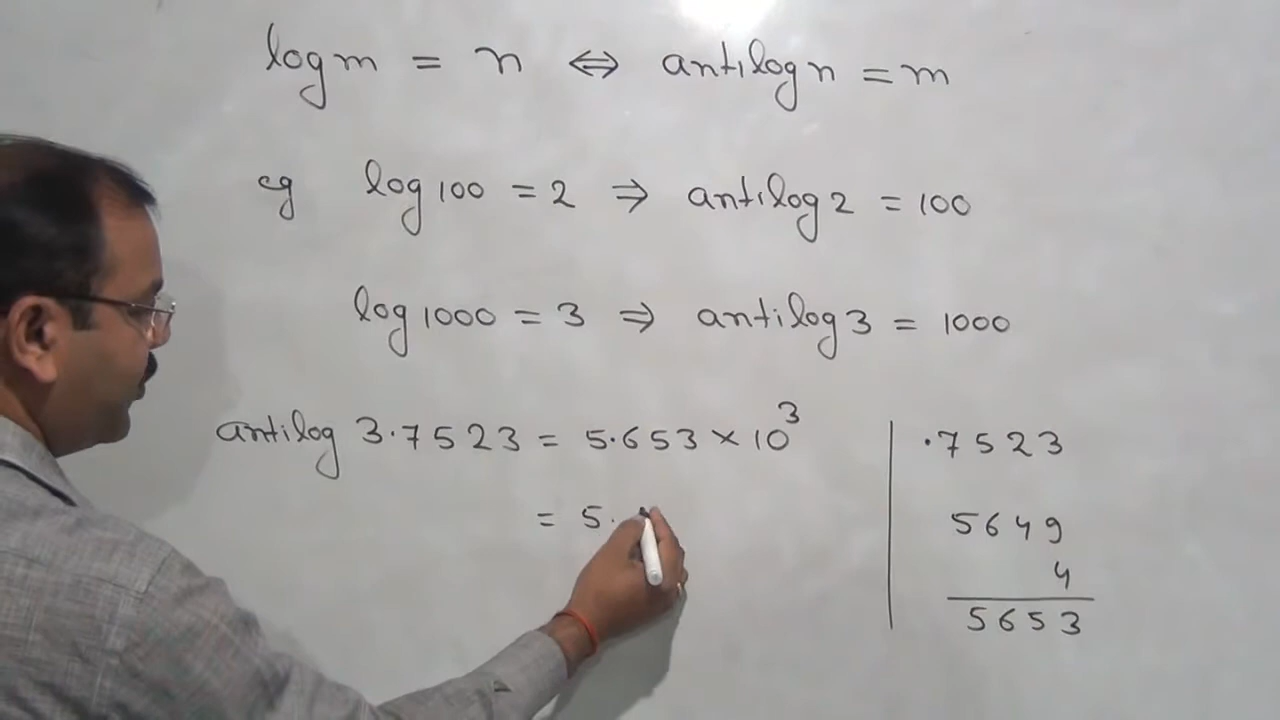 log m = n ⇔ antilog n = m
eg log 100 = 2 ⇒ antilog 2 = 100
log 1000 = 3 ⇒ antilog 3 = 1000
antilog 3.7523 = 5.653 × 10³
= 5.
.7523
5649
4
5653